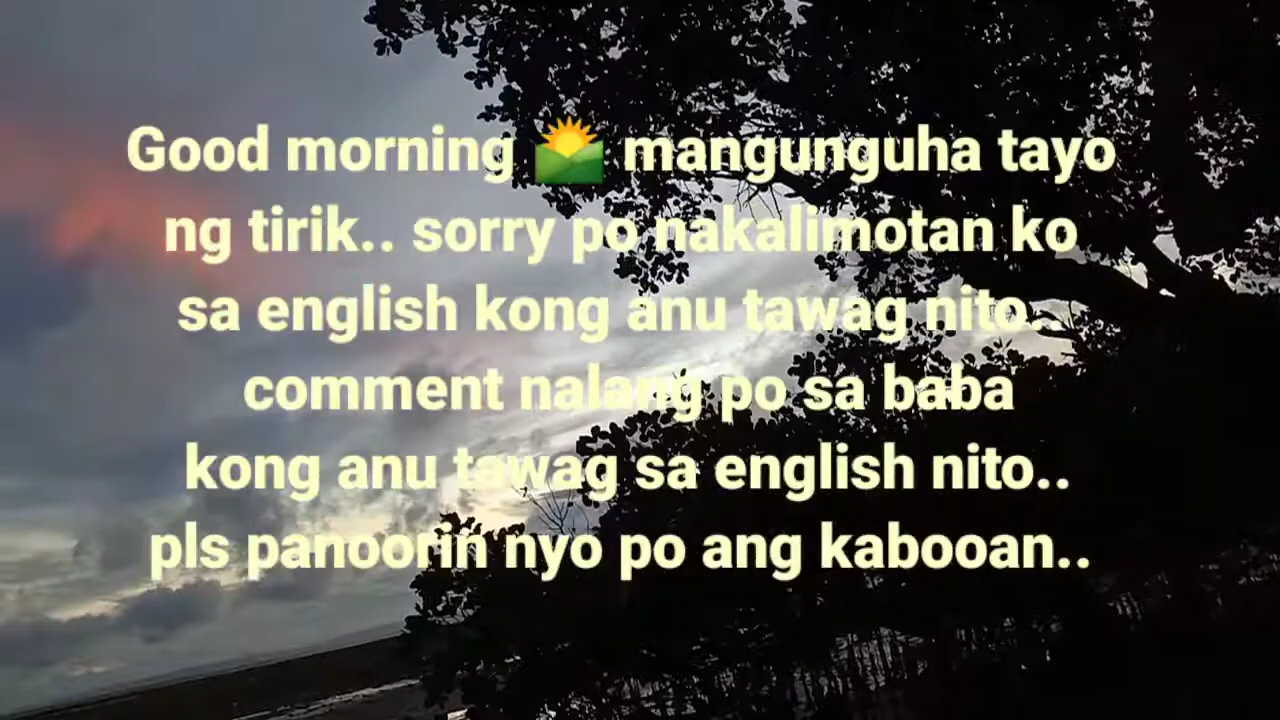 Good morning 🌄 mangunguha tayo
ng tirik.. sorry po nakalimotan ko
sa english kong anu tawag nito..
comment nalang po sa baba
kong anu tawag sa english nito..
pls panoorin nyo po ang kabooan..